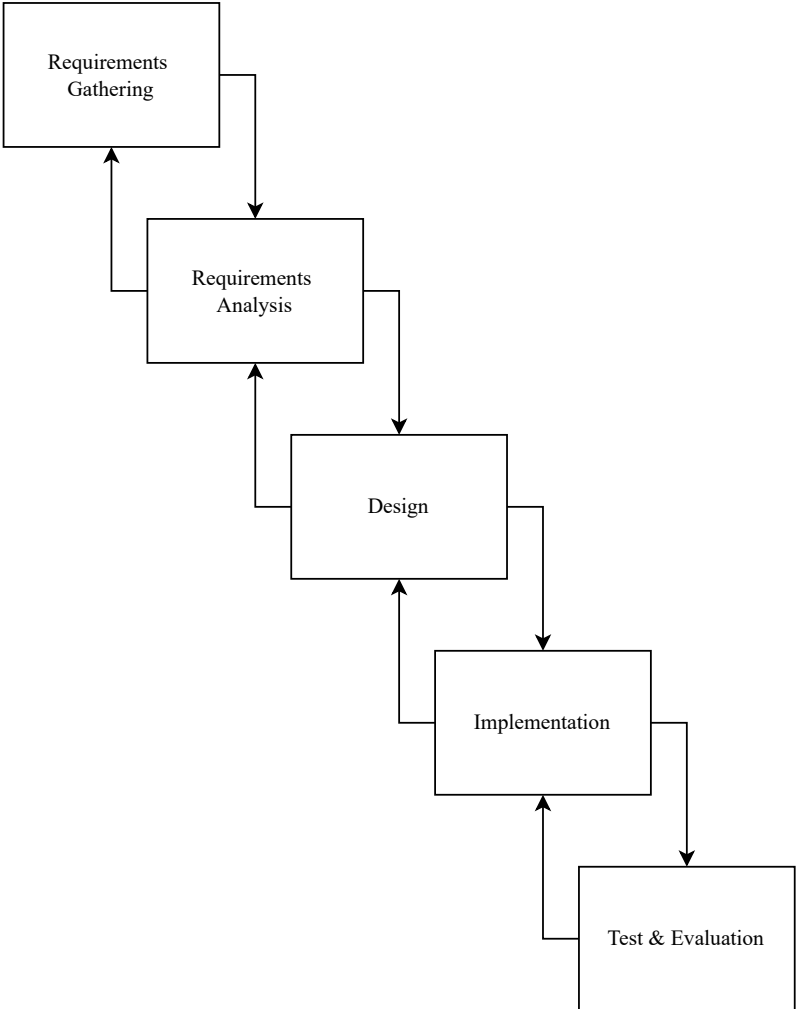 Requirements
Gathering
Requirements
Analysis
Design
Implementation
Test & Evaluation